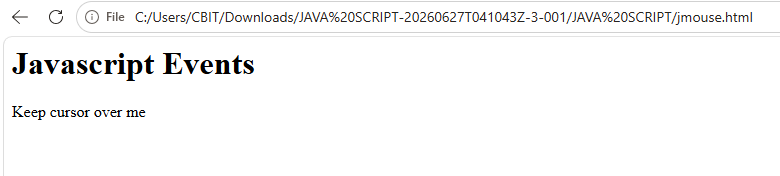 File C:/Users/CBIT/Downloads/JAVA%20SCRIPT-20260627T041043Z-3-001/JAVA%20SCRIPT/jmouse.html
Javascript Events
Keep cursor over me